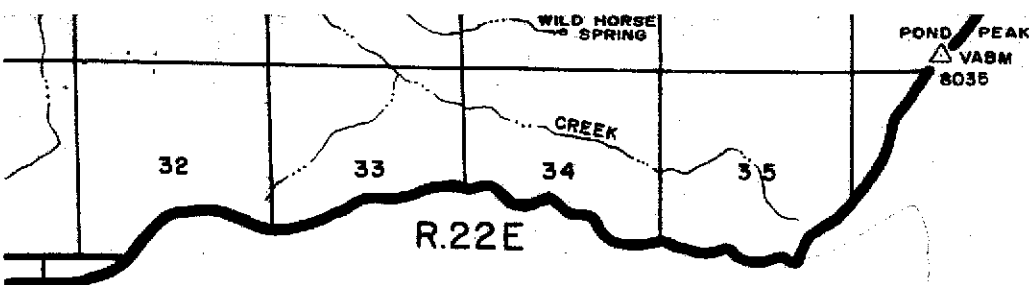 WILD HORSE
SPRING
POND PEAK
VABM
8035
CREEK
32
33
34
35
R.22E